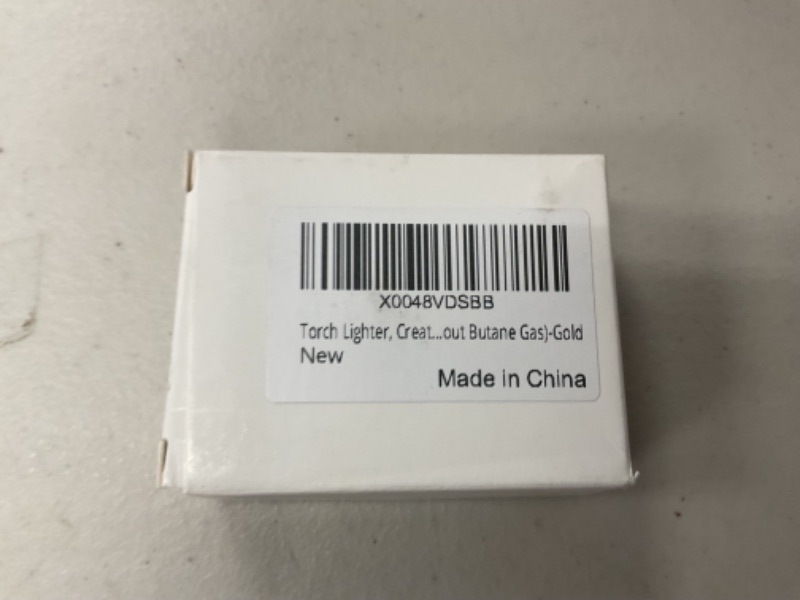 X0048VDSBB
Torch Lighter, Creat...out Butane Gas)-Gold
New
Made in China